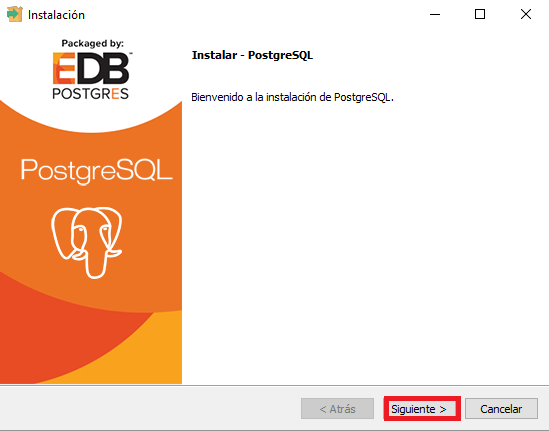 Instalación
Packaged by:
EDB
POSTGRES
PostgreSQL
Instalar - PostgreSQL
Bienvenido a la instalación de PostgreSQL.
< Atrás
Siguiente >
Cancelar